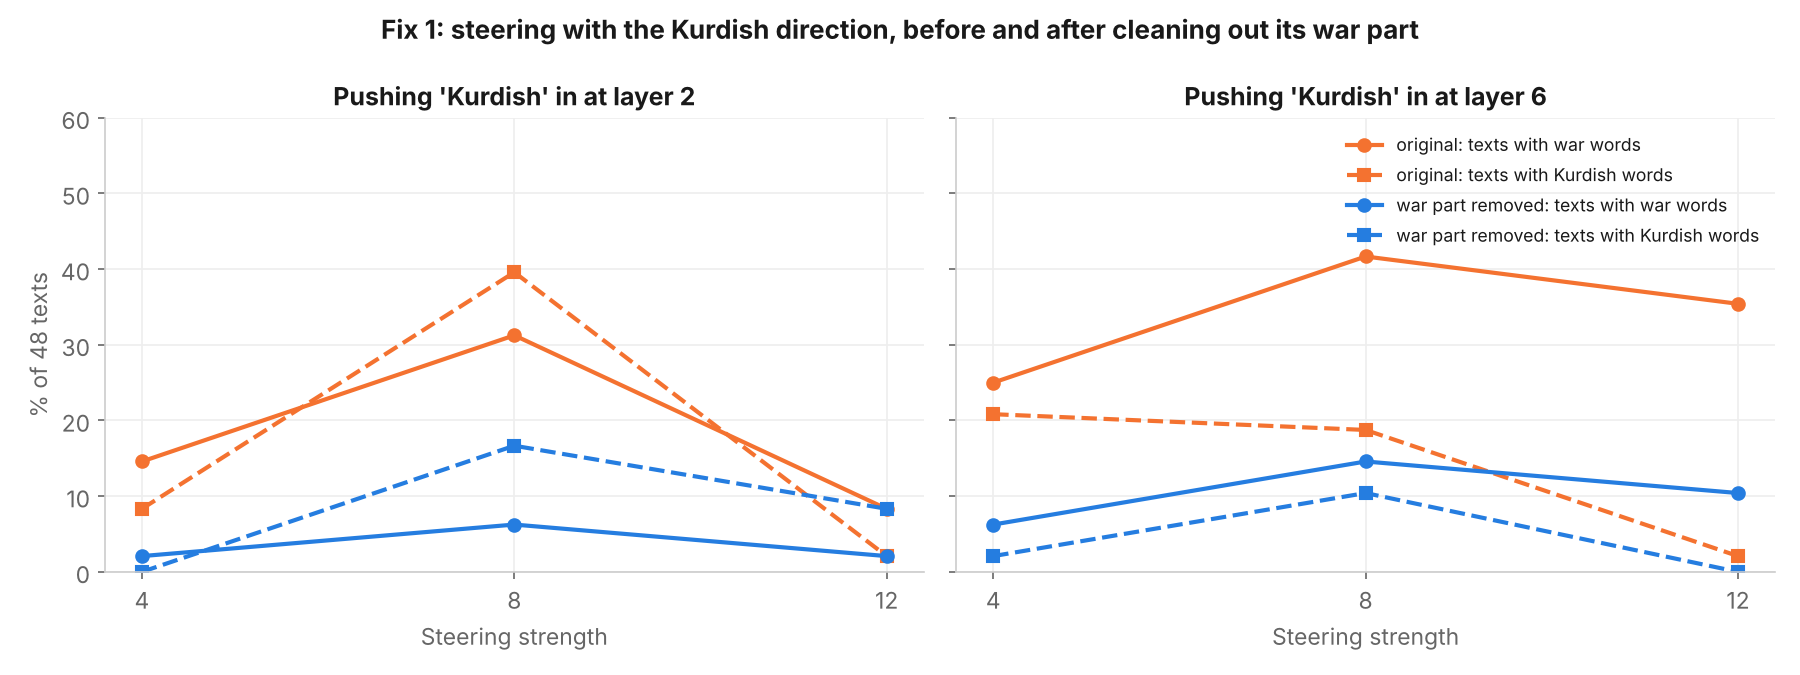 Fix 1: steering with the Kurdish direction, before and after cleaning out its war part
Pushing 'Kurdish' in at layer 2
Pushing 'Kurdish' in at layer 6
% of 48 texts
60
50
40
30
20
10
0
4
8
12
Steering strength
original: texts with war words
original: texts with Kurdish words
war part removed: texts with war words
war part removed: texts with Kurdish words
4
8
12
Steering strength